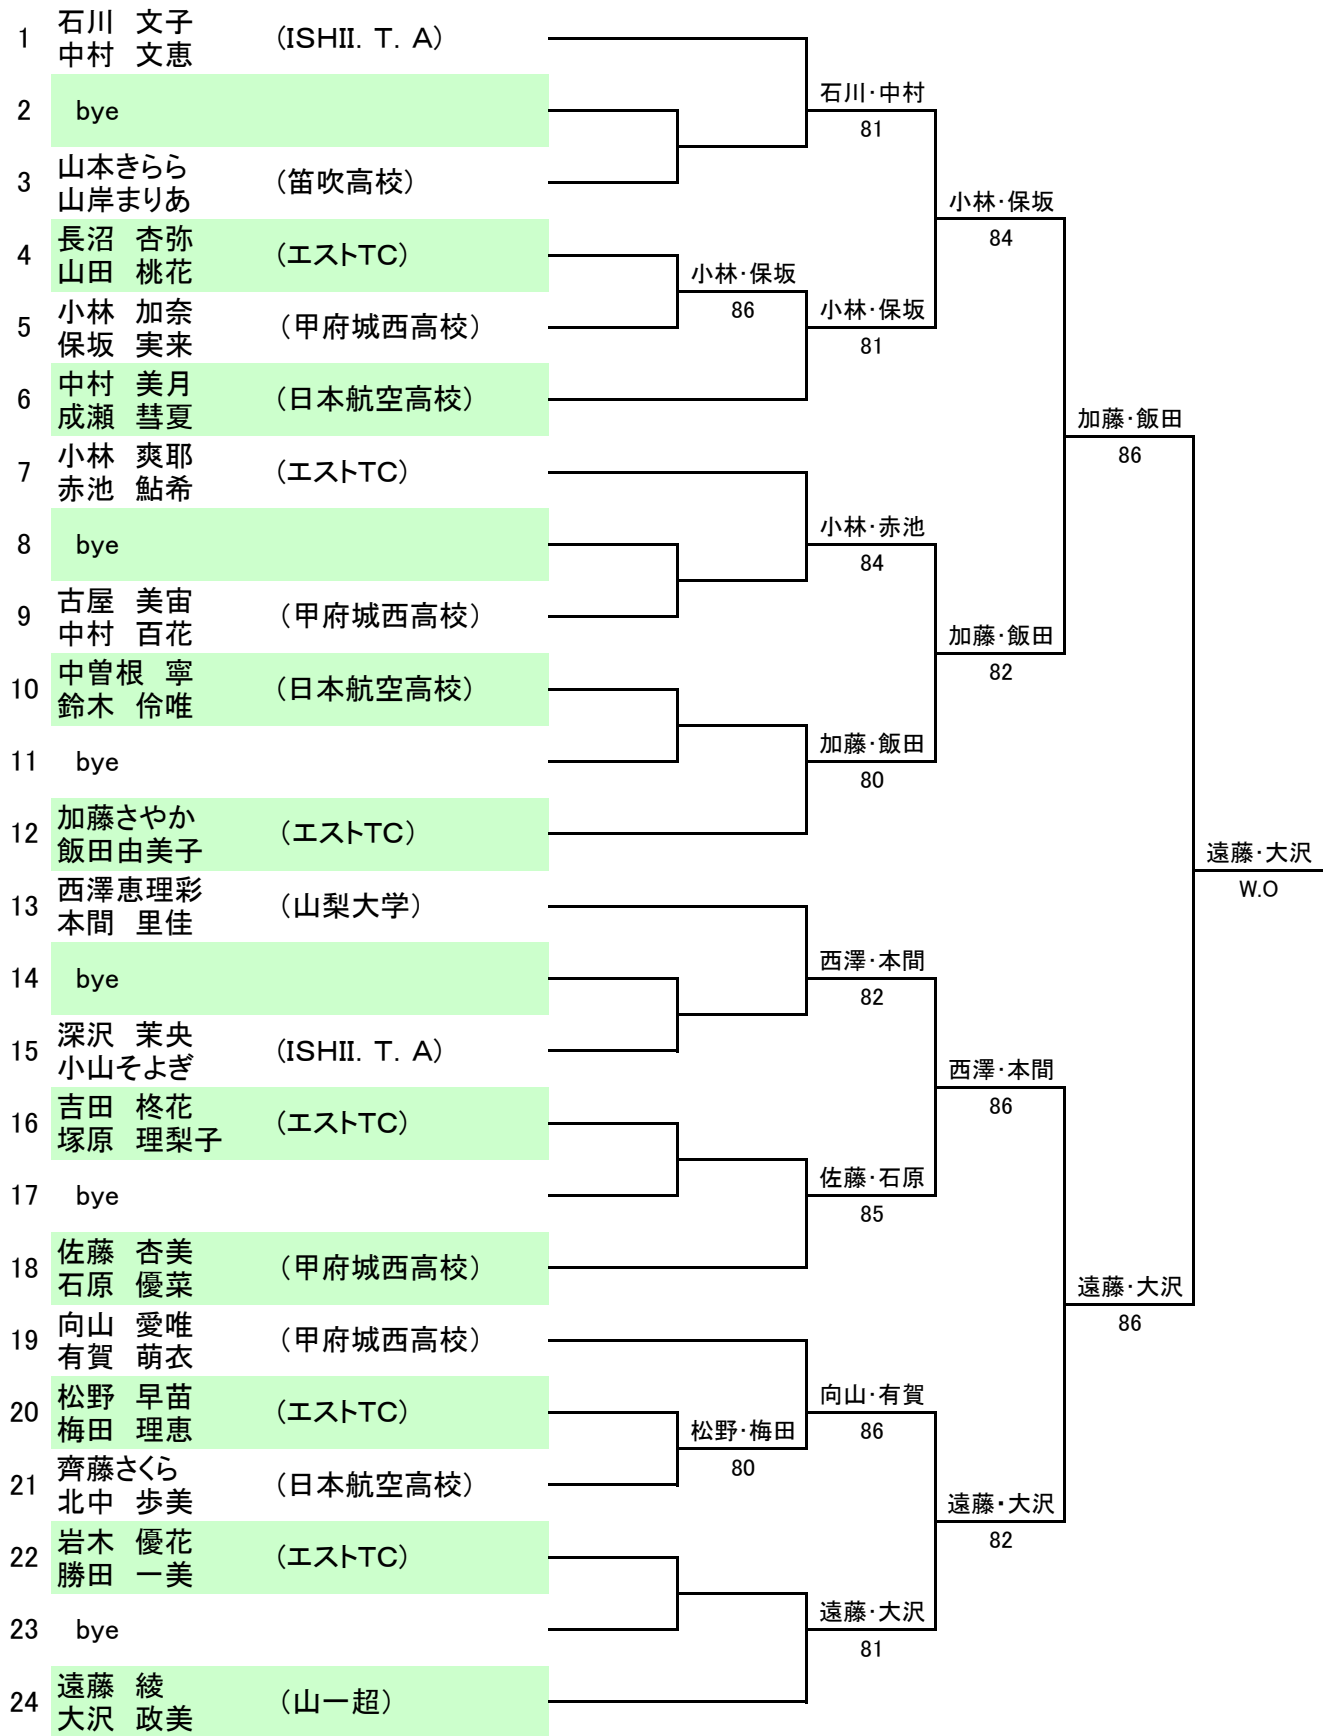 1 石川 文子 (ISHII. T. A)
中村 文恵
2 bye
3 山本きらら (笛吹高校)
山岸まりあ
4 長沼 杏弥 (エストTC)
山田 桃花
5 小林 加奈 (甲府城西高校)
保坂 実来
6 中村 美月 (日本航空高校)
成瀬 彗夏
7 小林 爽耶 (エストTC)
赤池 鮎希
8 bye
9 古屋 美宙 (甲府城西高校)
中村 百花
10 中曽根 寧 (日本航空高校)
鈴木 伶唯
11 bye
12 加藤さやか (エストTC)
飯田由美子
13 西澤恵理彩 (山梨大学)
本間 里佳
14 bye
15 深沢 茉央 (ISHII. T. A)
小山そよぎ
16 吉田 柊花 (エストTC)
塚原 理梨子
17 bye
18 佐藤 杏美 (甲府城西高校)
石原 優菜
19 向山 愛唯 (甲府城西高校)
有賀 萌衣
20 松野 早苗 (エストTC)
梅田 理恵
21 齊藤さくら (日本航空高校)
北中 歩美
22 岩木 優花 (エストTC)
勝田 一美
23 bye
24 遠藤 綾 (山一超)
大沢 政美
小林・保坂
86
松野・梅田
80
石川・中村
81
小林・保坂
81
小林・赤池
84
加藤・飯田
80
西澤・本間
82
佐藤・石原
85
向山・有賀
86
遠藤・大沢
81
小林・保坂
84
加藤・飯田
82
西澤・本間
86
遠藤・大沢
82
加藤・飯田
86
遠藤・大沢
86
遠藤・大沢
W.O